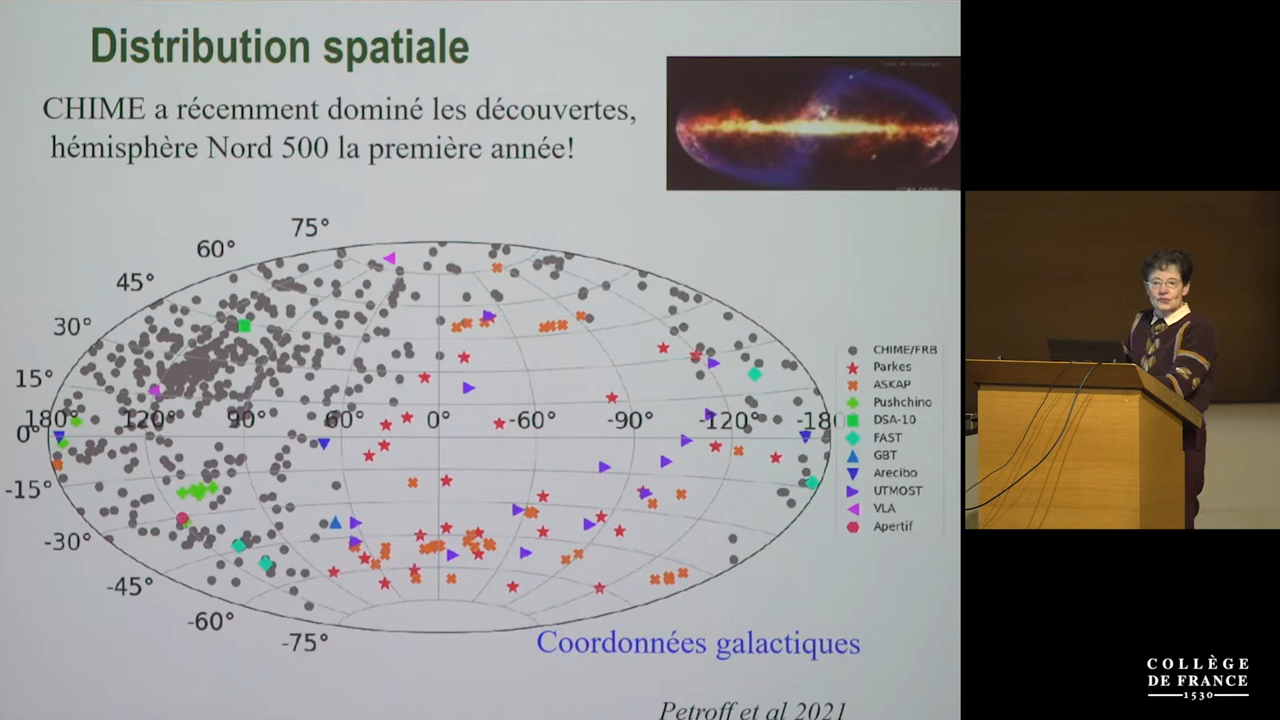 Distribution spatiale
CHIME a récemment dominé les découvertes,
hémisphère Nord 500 la première année!
75°
60°
45°
30°
15°
0°
-15°
-30°
-45°
-60°
-75°
180° 120° 90° 60° 0° -60° -90° -120° -180
CHIME/FRB
Parkes
ASKAP
Pushchino
DSA-10
FAST
GBT
Arecibo
UTMOST
VLA
Apertif
Coordonnées galactiques
Petroff et al 2021
COLLÈGE
DE FRANCE
1530